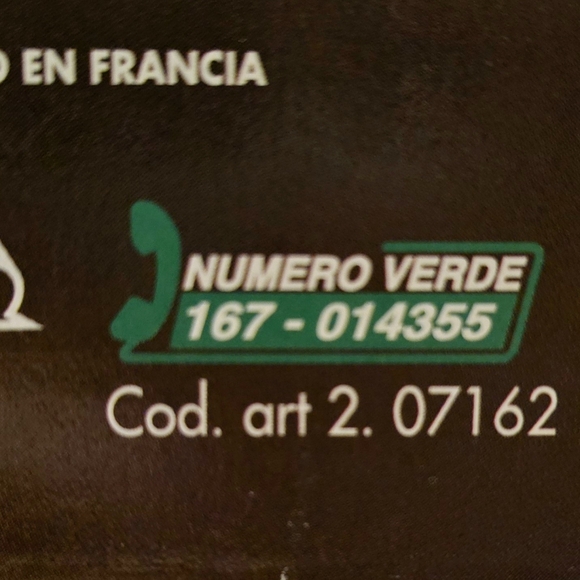 O EN FRANCIA
NUMERO VERDE
167 - 014355
Cod. art 2. 07162